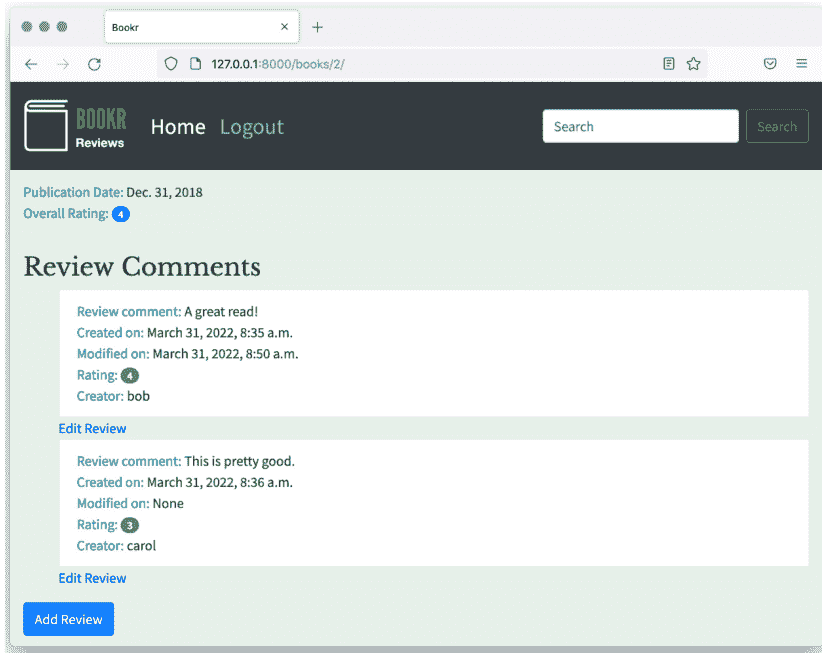 Bookr
127.0.0.1:8000/books/2/
BOOKR
Reviews
Home Logout
Search
Search
Publication Date: Dec. 31, 2018
Overall Rating: 4
Review Comments
Review comment: A great read!
Created on: March 31, 2022, 8:35 a.m.
Modified on: March 31, 2022, 8:50 a.m.
Rating: 4
Creator: bob
Edit Review
Review comment: This is pretty good.
Created on: March 31, 2022, 8:36 a.m.
Modified on: None
Rating: 3
Creator: carol
Edit Review
Add Review